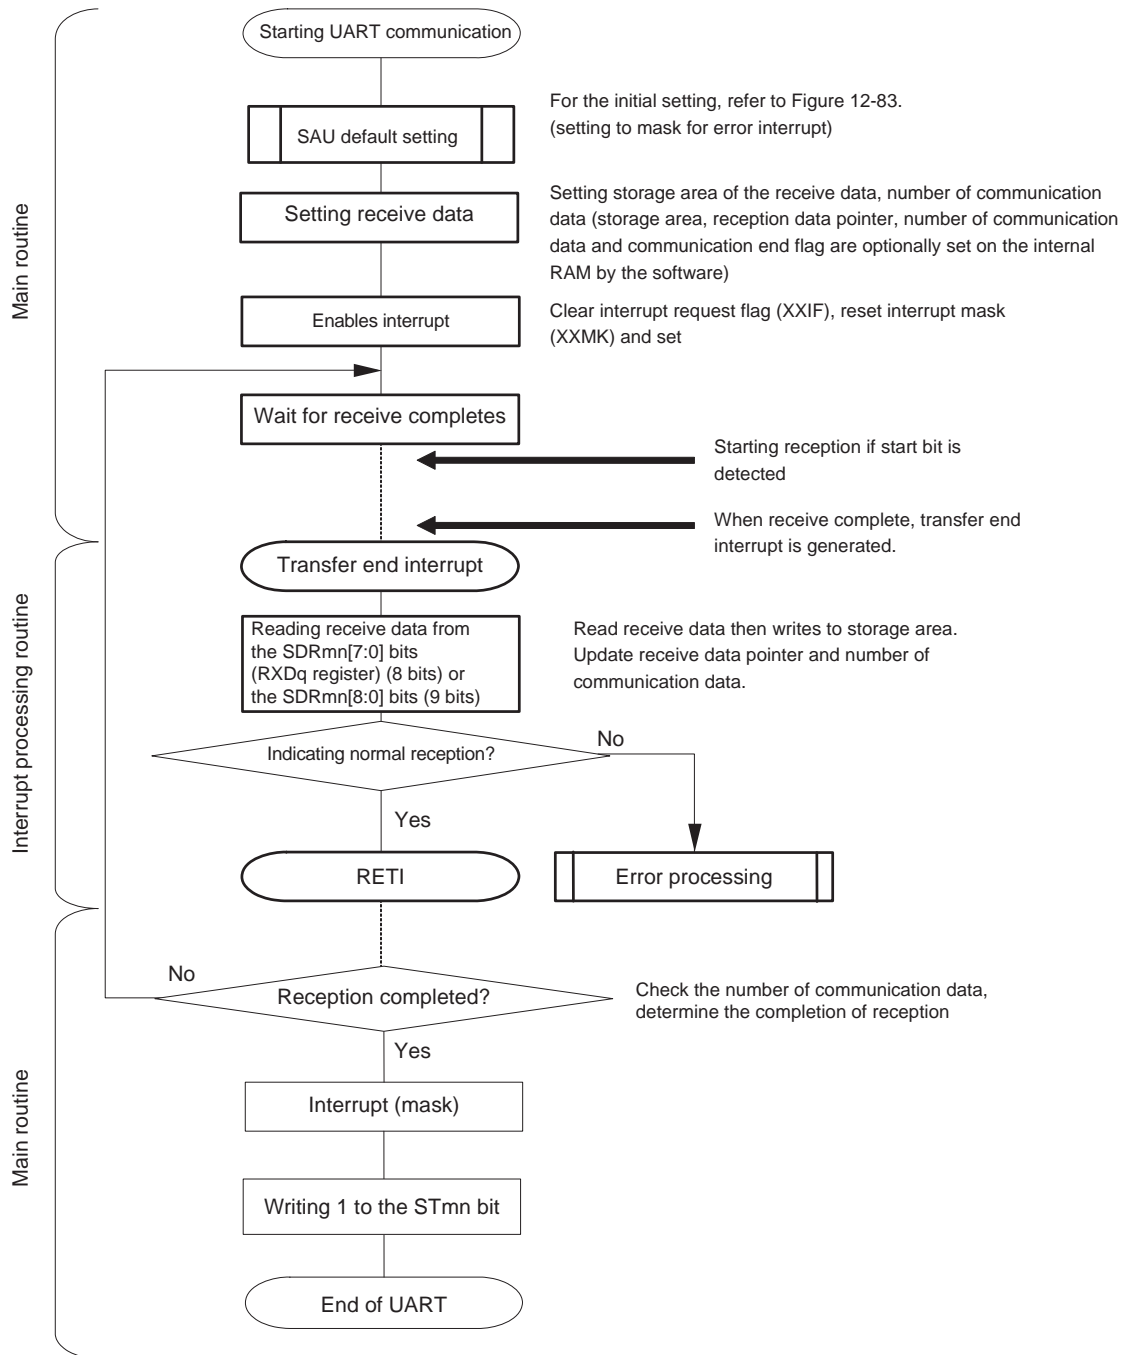 Starting UART communication
For the initial setting, refer to Figure 12-83.
(setting to mask for error interrupt)
SAU default setting
Setting storage area of the receive data, number of communication
data (storage area, reception data pointer, number of communication
data and communication end flag are optionally set on the internal
RAM by the software)
Setting receive data
Main routine
Enables interrupt
Clear interrupt request flag (XXIF), reset interrupt mask
(XXMK) and set
Wait for receive completes
Starting reception if start bit is
detected
When receive complete, transfer end
interrupt is generated.
Transfer end interrupt
Reading receive data from
the SDRmn[7:0] bits
(RXDq register) (8 bits) or
the SDRmn[8:0] bits (9 bits)
Read receive data then writes to storage area.
Update receive data pointer and number of
communication data.
Interrupt processing routine
Indicating normal reception?
No
Yes
RETI
Error processing
No
Reception completed?
Check the number of communication data,
determine the completion of reception
Yes
Main routine
Interrupt (mask)
Writing 1 to the STmn bit
End of UART